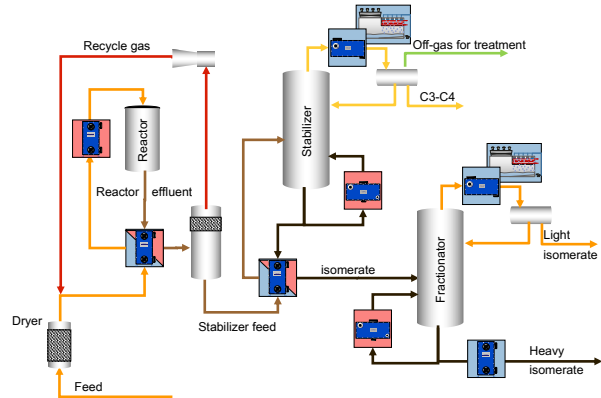 Recycle gas
Off-gas for treatment
C3-C4
Stabilizer
Reactor
Reactor effluent
Light
isomerate
isomerate
Fractionator
Dryer
Stabilizer feed
Heavy
isomerate
Feed